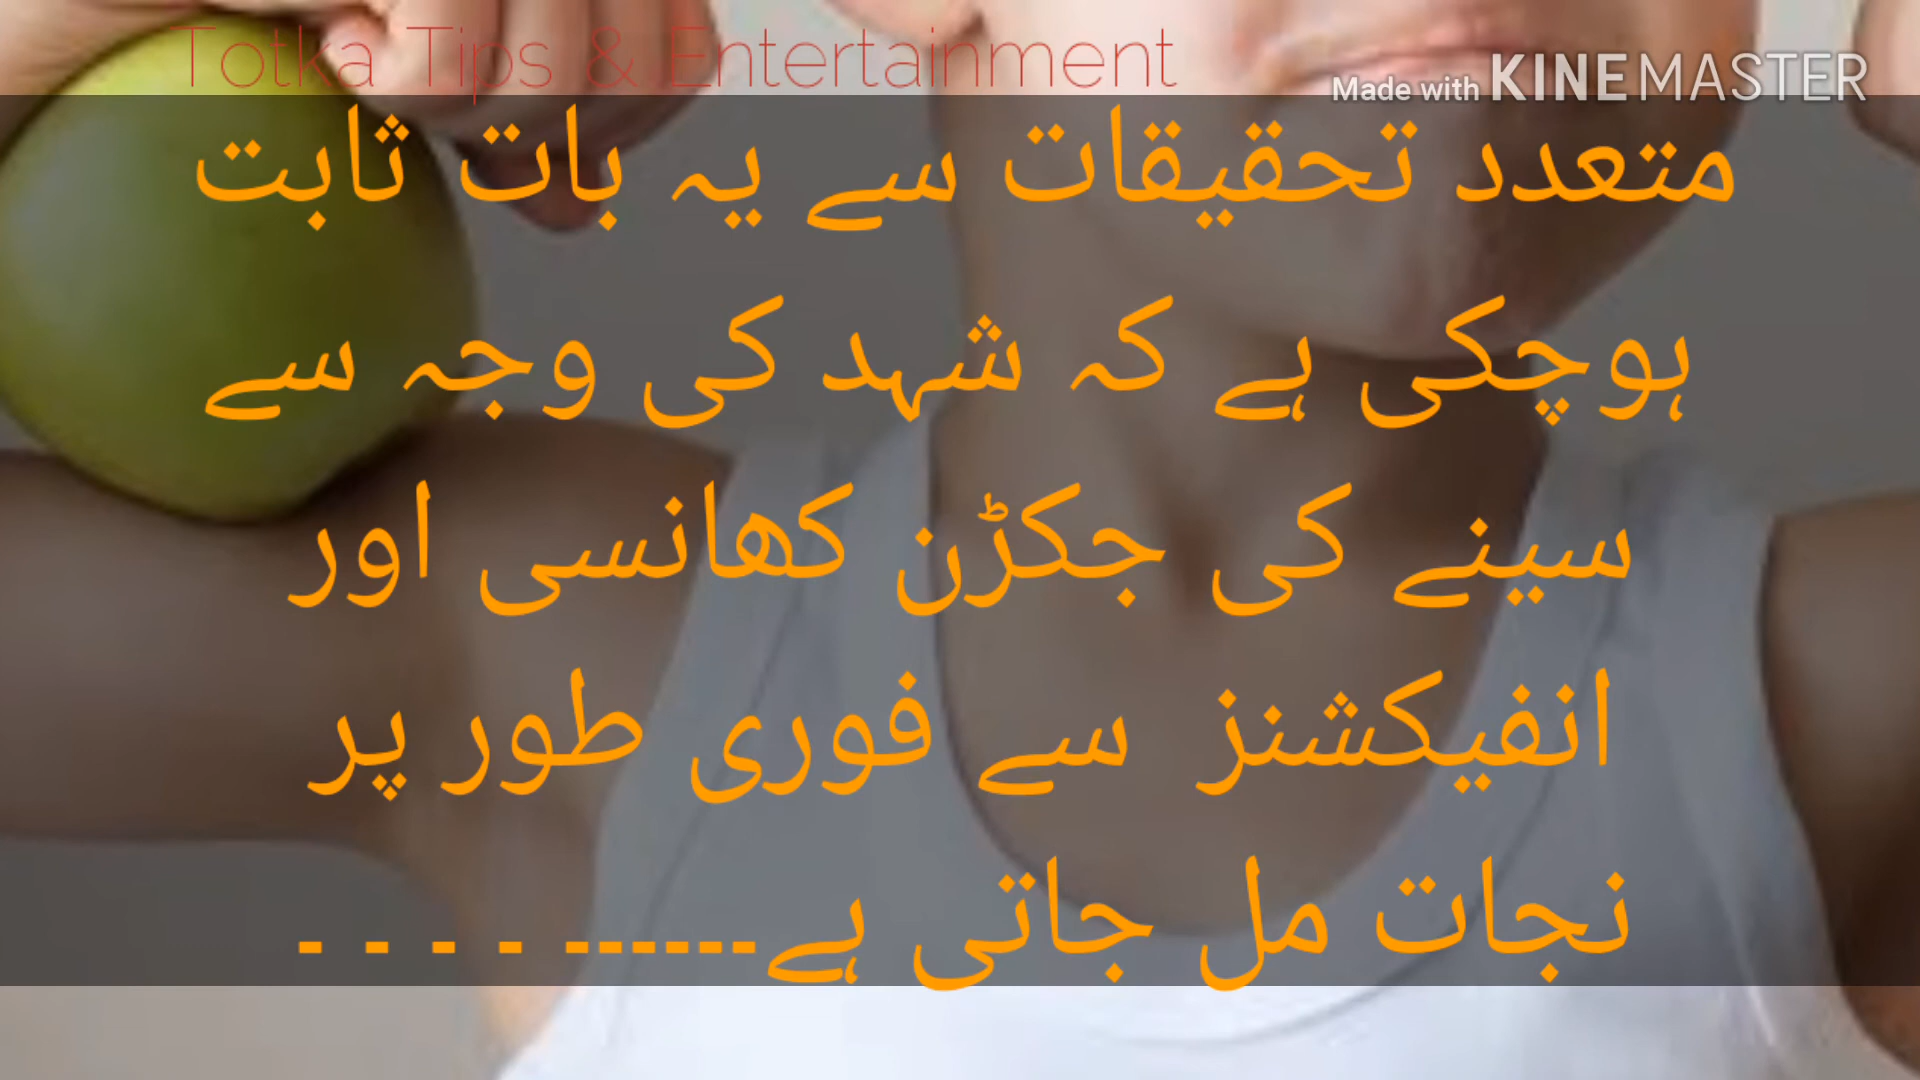 Totka Tips & Entertainment
Made with KINEMASTER
متعدد تحقیقات سے یہ بات ثابت
ہوچکی ہے کہ شہد کی وجہ سے
سینے کی جکڑن کھانسی اور
انفیکشنز سے فوری طور پر
نجات مل جاتی ہے------ - - - -